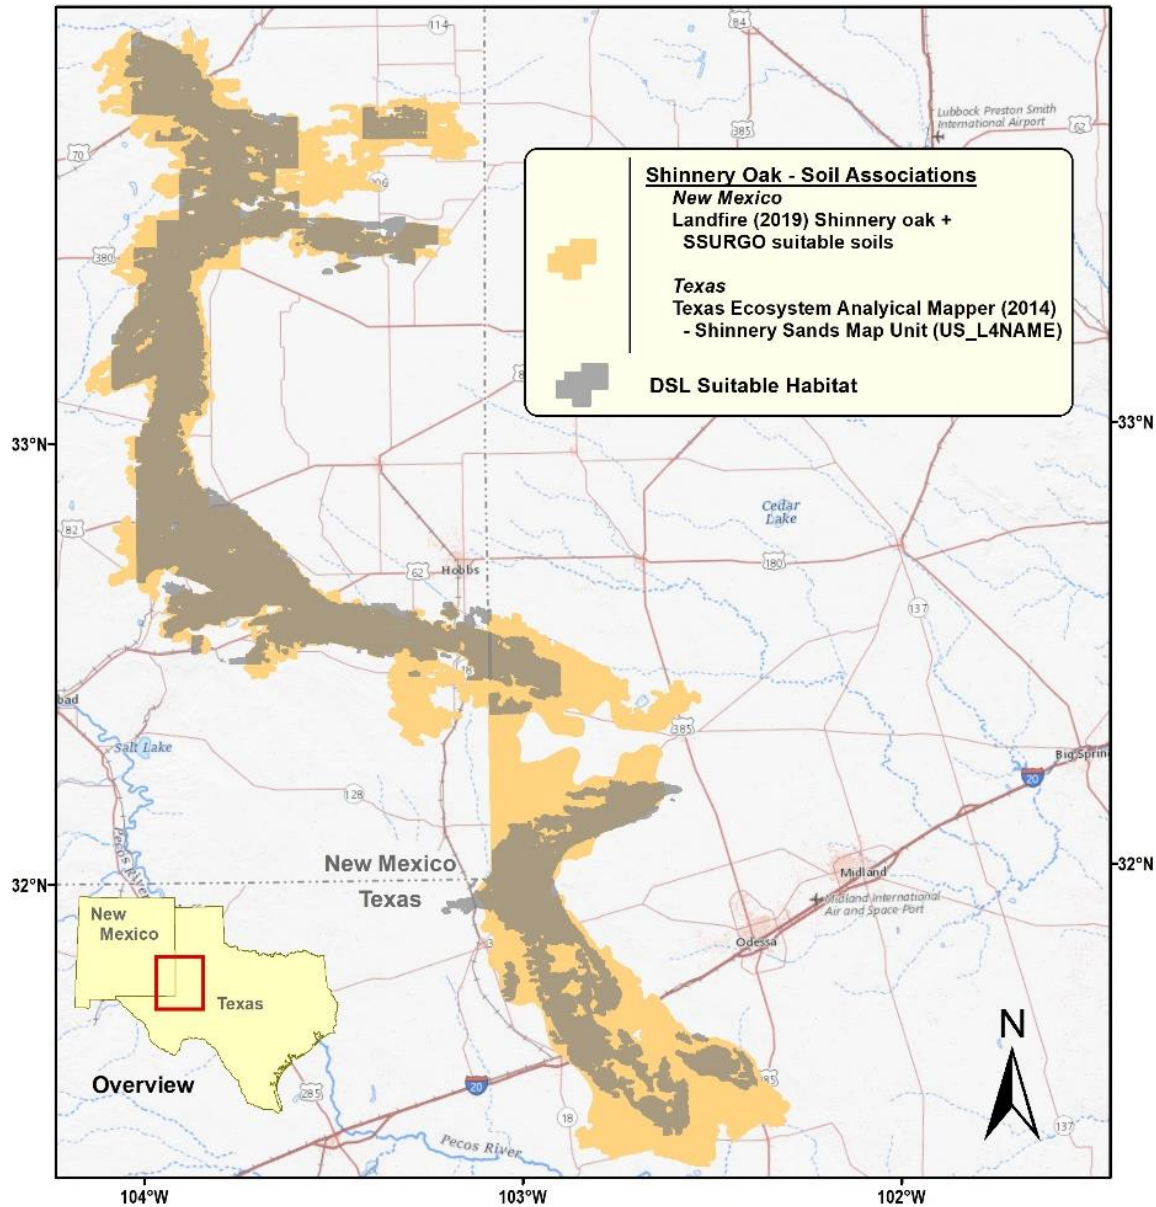 114
84
385
Lubbock Preston Smith
International Airport
62
70
Shinnery Oak - Soil Associations
New Mexico
Landfire (2019) Shinnery oak +
SSURGO suitable soils
Texas
Texas Ecosystem Analyical Mapper (2014)
- Shinnery Sands Map Unit (US_L4NAME)
DSL Suitable Habitat
380
33°N
33°N
82
Cedar
Lake
62
Hobbs
180
137
18
bad
385
Salt Lake
Big Sprin
20
128
Pecos River
New Mexico
Texas
32°N
32°N
Midland
Midland International
Air and Space Port
Odessa
3
New
Mexico
Texas
Overview
N
20
285
85
18
137
Pecos River
104°W
103°W
102°W